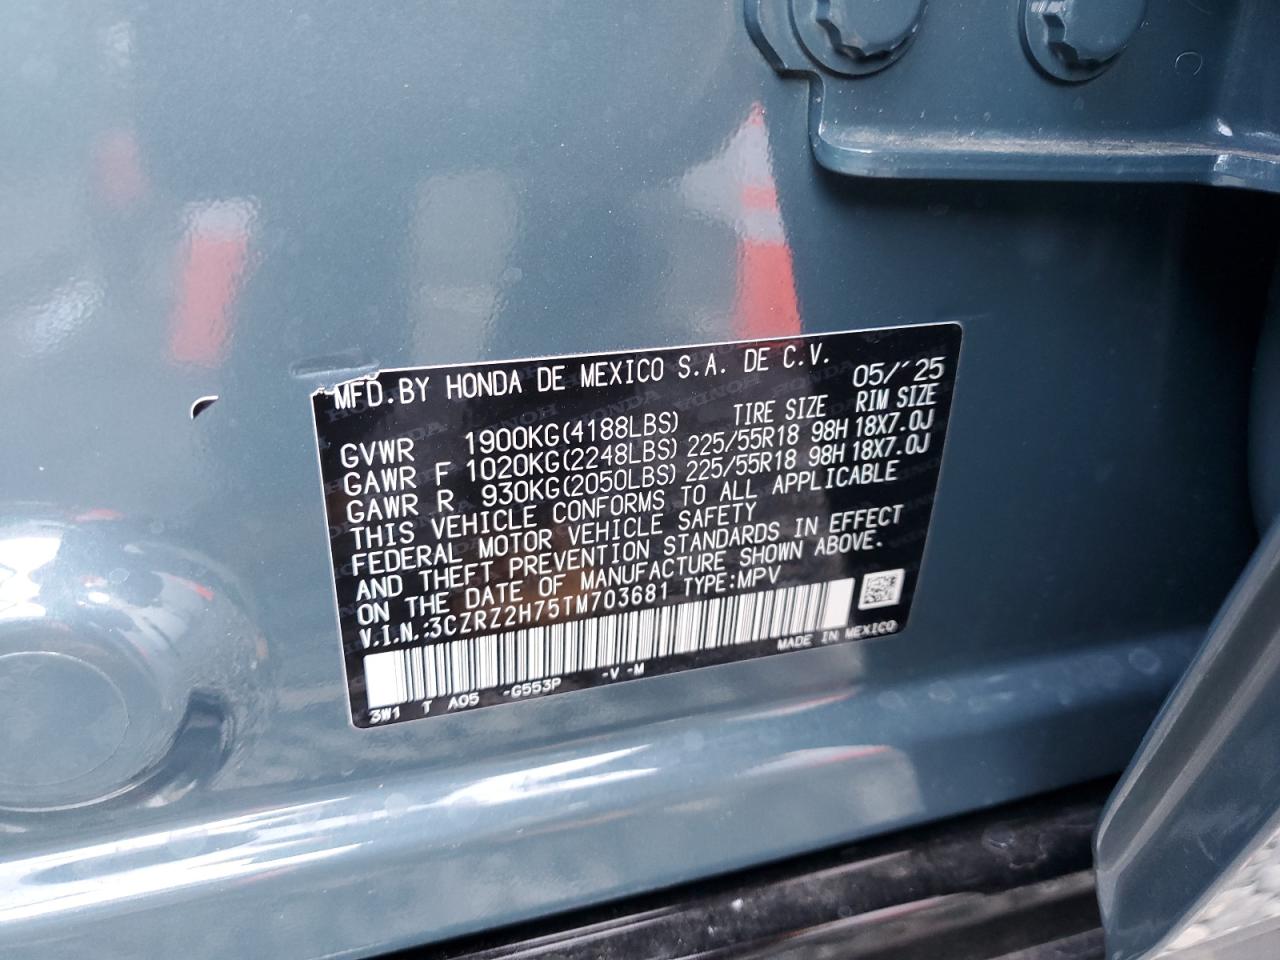 MFD.BY HONDA DE MEXICO S.A. DE C.V. 05/'25
TIRE SIZE RIM SIZE
GVWR 1900KG(4188LBS)
GAWR F 1020KG(2248LBS) 225/55R18 98H 18X7.0J
GAWR R 930KG(2050LBS) 225/55R18 98H 18X7.0J
THIS VEHICLE CONFORMS TO ALL APPLICABLE
FEDERAL MOTOR VEHICLE SAFETY
AND THEFT PREVENTION STANDARDS IN EFFECT
ON THE DATE OF MANUFACTURE SHOWN ABOVE.
V.I.N.:3CZRZ2H75TM703681 TYPE:MPV
MADE IN MEXICO
3W1 T A05 -G553P -V -M